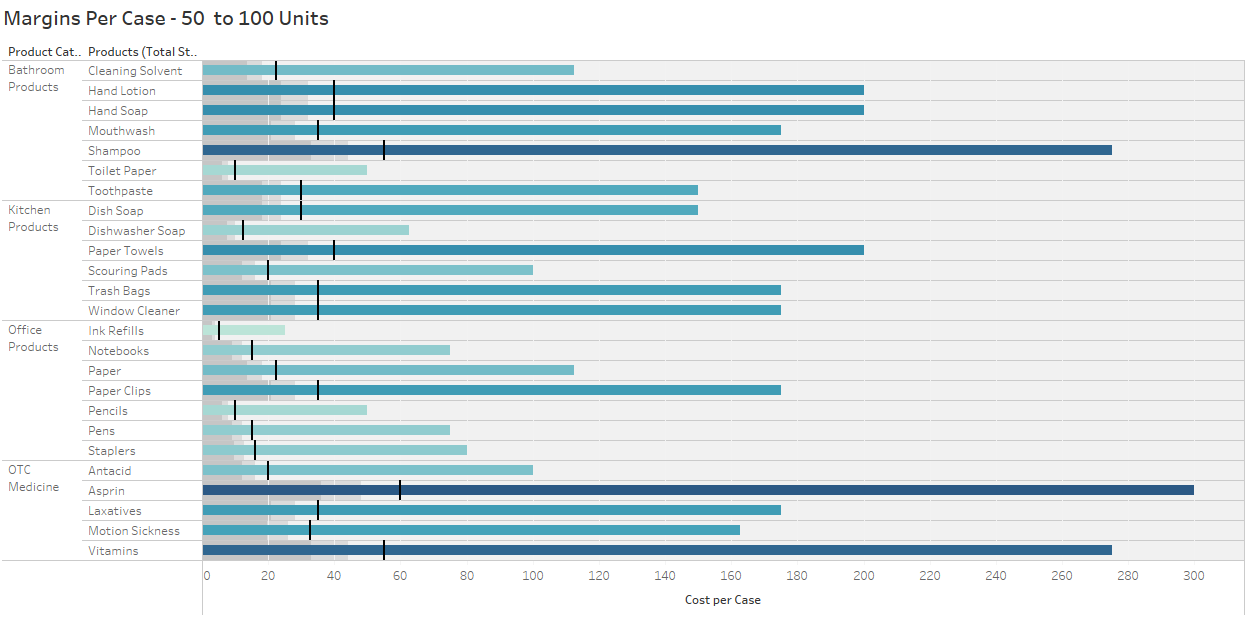 Margins Per Case - 50  to 100 Units
Product Cat.. Products (Total St..
Bathroom Products
Cleaning Solvent
Hand Lotion
Hand Soap
Mouthwash
Shampoo
Toilet Paper
Toothpaste
Kitchen Products
Dish Soap
Dishwasher Soap
Paper Towels
Scouring Pads
Trash Bags
Window Cleaner
Office Products
Ink Refills
Notebooks
Paper
Paper Clips
Pencils
Pens
Staplers
OTC Medicine
Antacid
Asprin
Laxatives
Motion Sickness
Vitamins
0 20 40 60 80 100 120 140 160 180 200 220 240 260 280 300
Cost per Case